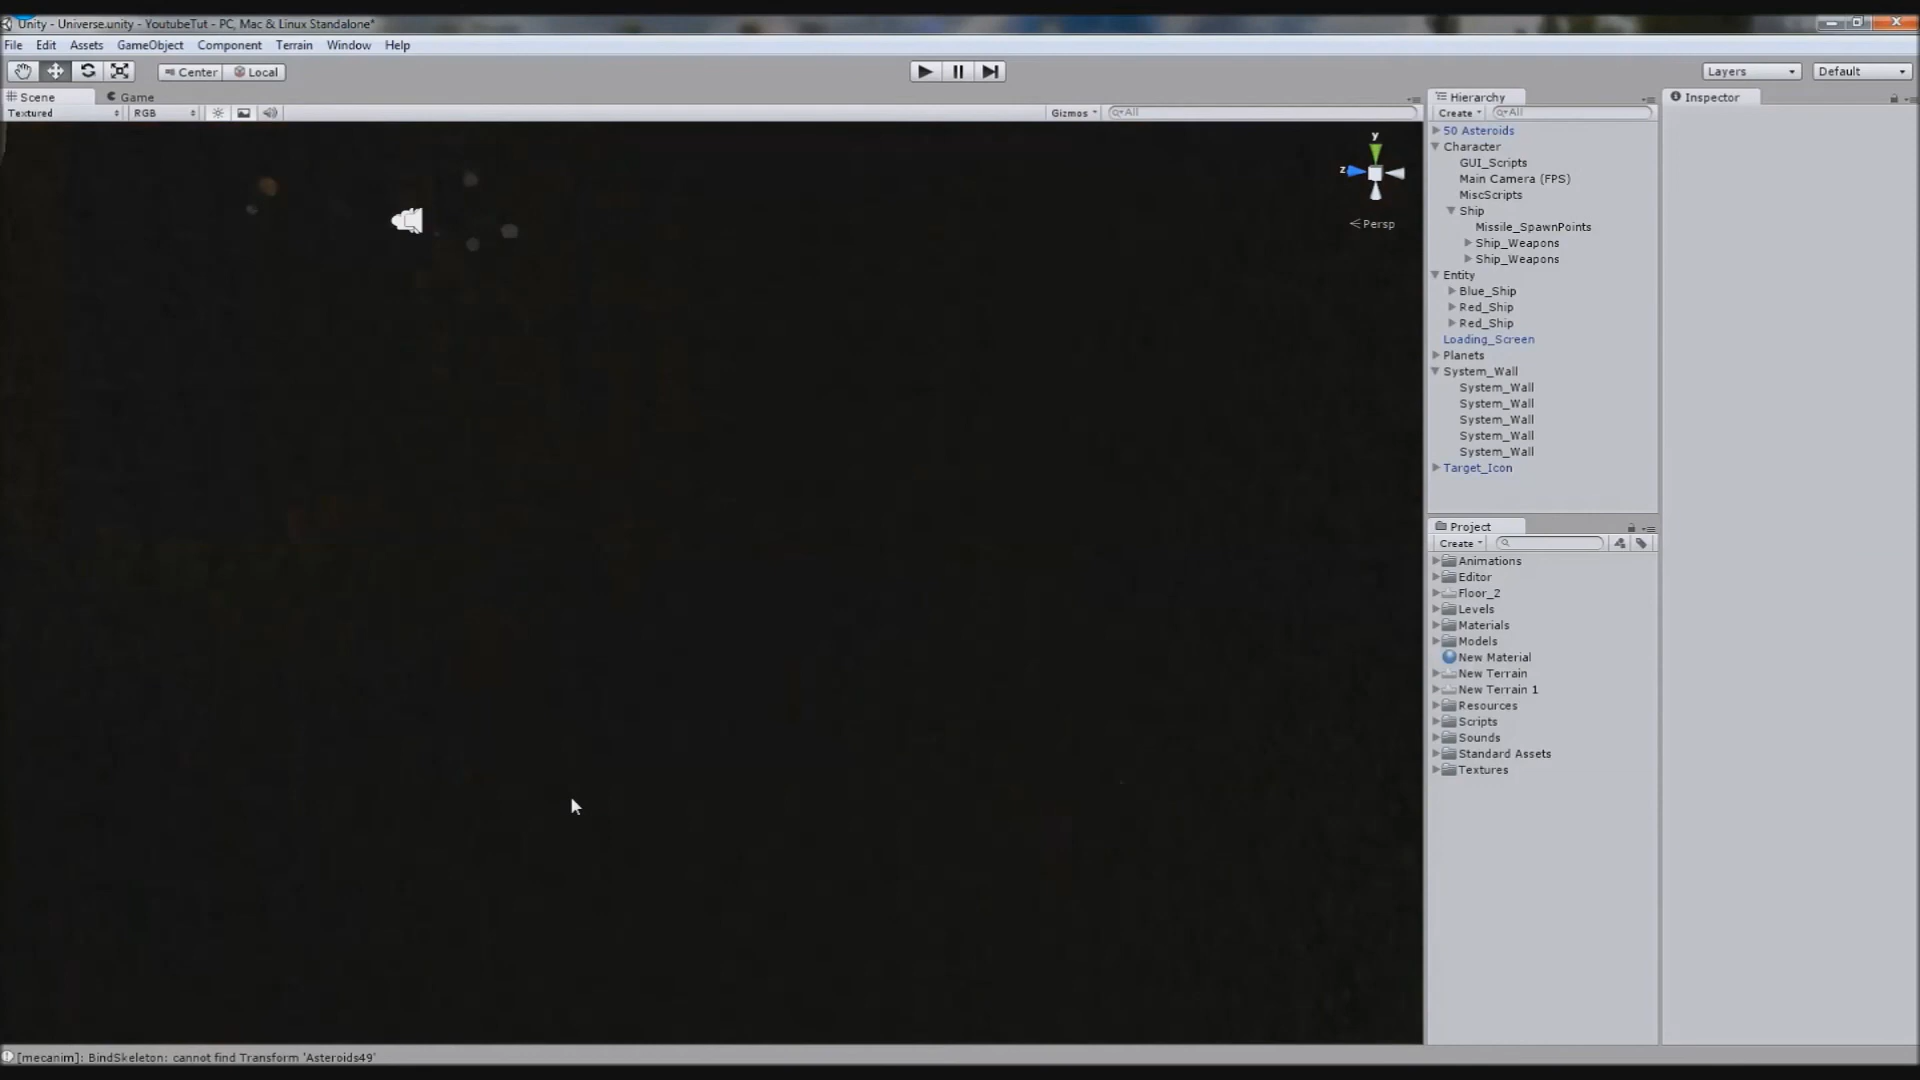 Unity - Universe.unity - YoutubeTut - PC, Mac & Linux Standalone*
File Edit Assets GameObject Component Terrain Window Help
Center Local Layers Default
Scene Game
Textured RGB Gizmos All
y
z
Persp
Hierarchy
Create All
50 Asteroids
Character
GUI_Scripts
Main Camera (FPS)
MiscScripts
Ship
Missile_SpawnPoints
Ship_Weapons
Ship_Weapons
Entity
Blue_Ship
Red_Ship
Red_Ship
Loading_Screen
Planets
System_Wall
System_Wall
System_Wall
System_Wall
System_Wall
System_Wall
Target_Icon
Project
Create
Animations
Editor
Floor_2
Levels
Materials
Models
New Material
New Terrain
New Terrain 1
Resources
Scripts
Sounds
Standard Assets
Textures
Inspector
[mecanim]: BindSkeleton: cannot find Transform 'Asteroids49'